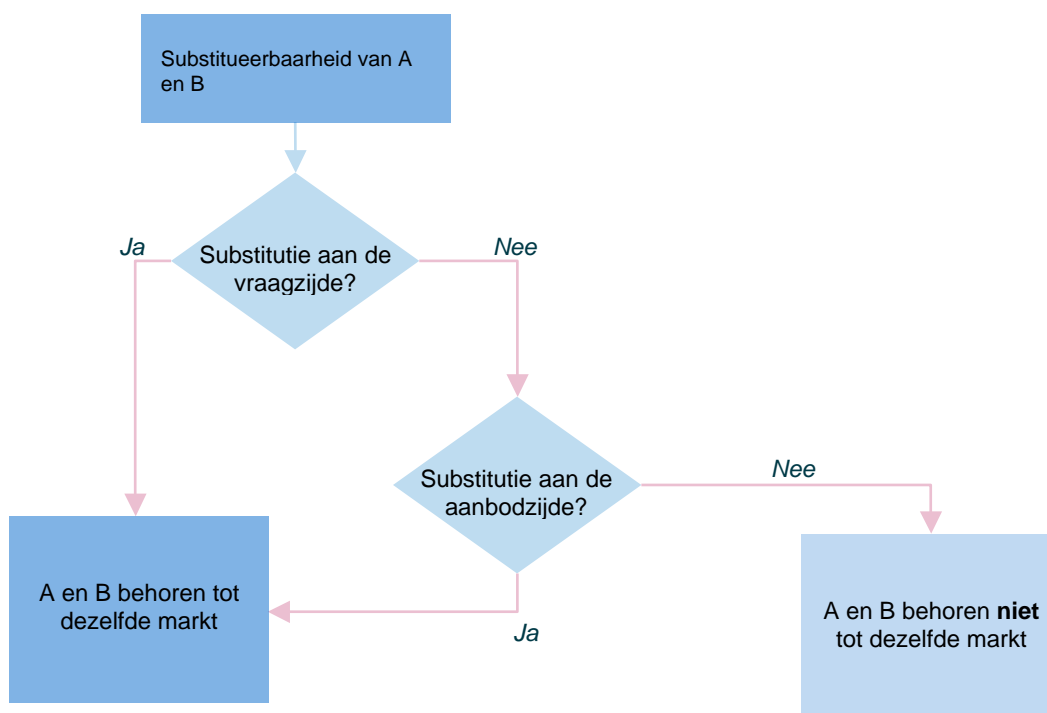 Substitueerbaarheid van A
en B
Ja
Substitutie aan de
vraagzijde?
Nee
Substitutie aan de
aanbodzijde?
Nee
A en B behoren tot
dezelfde markt
Ja
A en B behoren niet
tot dezelfde markt